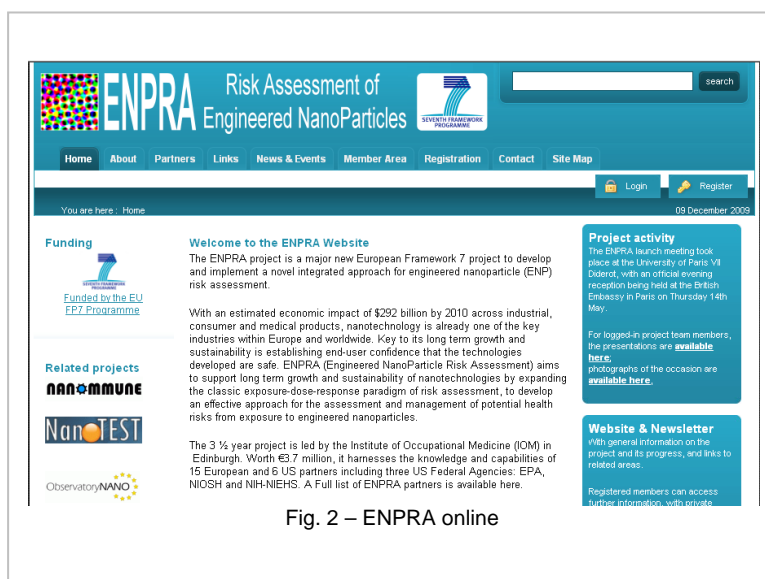 ENPRA
Risk Assessment of
Engineered NanoParticles
SEVENTH FRAMEWORK
PROGRAMME
search
Home About Partners Links News & Events Member Area Registration Contact Site Map
Login Register
You are here : Home
09 December 2009
Funding
SEVENTH FRAMEWORK
PROGRAMME
Funded by the EU
FP7 Programme
Related projects
NANOMMUNE
NanoTEST
ObservatoryNANO
Welcome to the ENPRA Website
The ENPRA project is a major new European Framework 7 project to develop
and implement a novel integrated approach for engineered nanoparticle (ENP)
risk assessment.
With an estimated economic impact of $292 billion by 2010 across industrial,
consumer and medical products, nanotechnology is already one of the key
industries within Europe and worldwide. Key to its long term growth and
sustainability is establishing end-user confidence that the technologies
developed are safe. ENPRA (Engineered NanoParticle Risk Assessment) aims
to support long term growth and sustainability of nanotechnologies by expanding
the classic exposure-dose-response paradigm of risk assessment, to develop
an effective approach for the assessment and management of potential health
risks from exposure to engineered nanoparticles.
The 3 ½ year project is led by the Institute of Occupational Medicine (IOM) in
Edinburgh. Worth €3.7 million, it harnesses the knowledge and capabilities of
15 European and 6 US partners including three US Federal Agencies: EPA,
NIOSH and NIH-NIEHS. A Full list of ENPRA partners is available here.
Project activity
The ENPRA launch meeting took
place at the University of Paris VII
Diderot, with an official evening
reception being held at the British
Embassy in Paris on Thursday 14th
May.
For logged-in project team members,
the presentations are available
here;
photographs of the occasion are
available here.
Website & Newsletter
With general information on the
project and its progress, and links to
related areas.
Registered members can access
further information, with private
Fig. 2 – ENPRA online